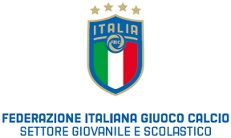 ITALIA
FIGC
FEDERAZIONE ITALIANA GIUOCO CALCIO
SETTORE GIOVANILE E SCOLASTICO